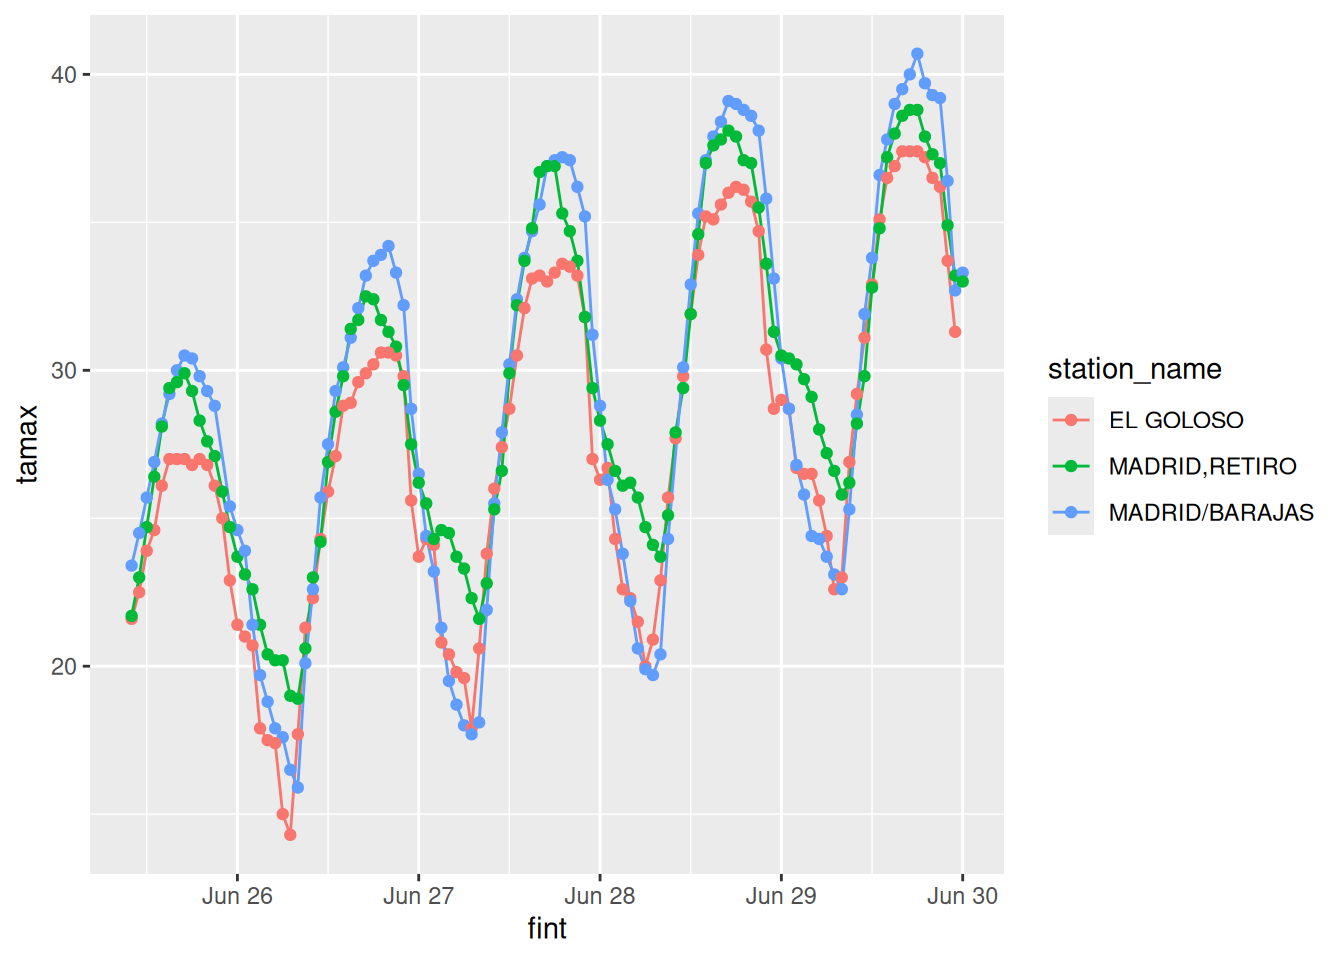 40
30
20
tamax
Jun 26
Jun 27
Jun 28
Jun 29
Jun 30
fint
station_name
EL GOLOSO
MADRID,RETIRO
MADRID/BARAJAS